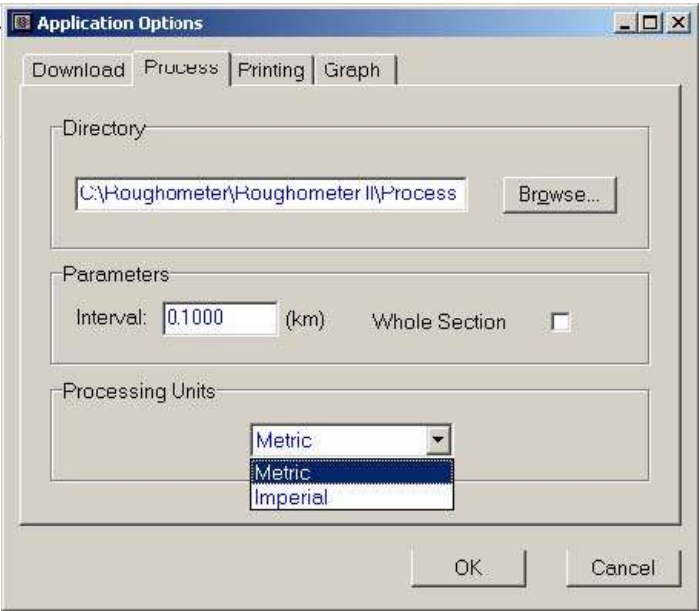 Application Options
Download Process Printing Graph
Directory
C:\Roughometer\Roughometer II\Process Browse...
Parameters
Interval: 0.1000 (km) Whole Section
Processing Units
Metric
Metric
Imperial
OK Cancel